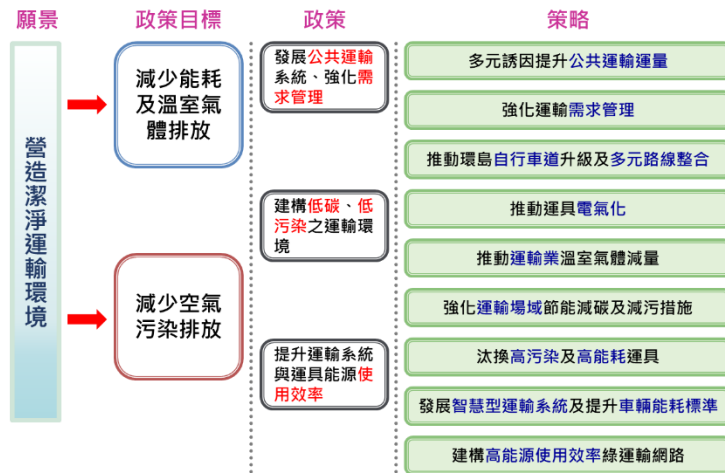 願景
政策目標
政策
策略
營造潔淨運輸環境
減少能耗
及溫室氣
體排放
減少空氣
污染排放
發展公共運輸
系統、強化需
求管理
建構低碳、低
污染之運輸環
境
提升運輸系統
與運具能源使
用效率
多元誘因提升公共運輸運量
強化運輸需求管理
推動環島自行車道升級及多元路線整合
推動運具電氣化
推動運輸業溫室氣體減量
強化運輸場域節能減碳及減污措施
汰換高污染及高能耗運具
發展智慧型運輸系統及提升車輛能耗標準
建構高能源使用效率綠運輸網路